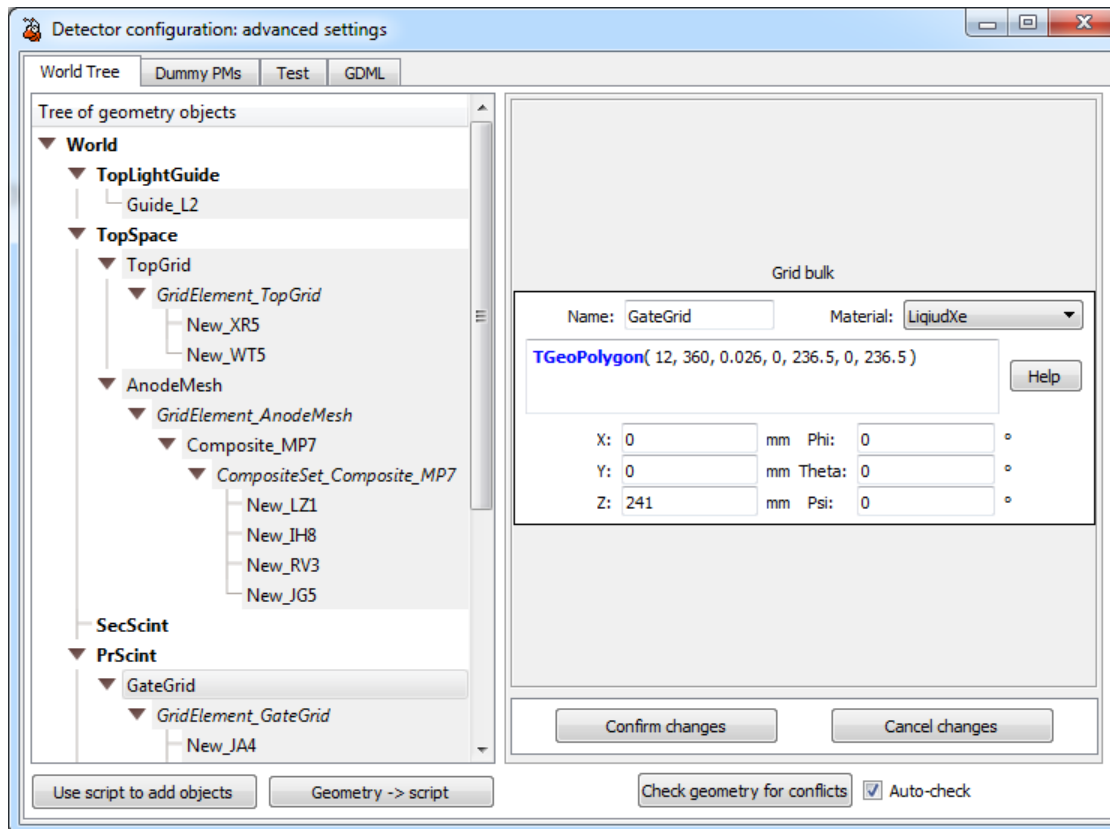 Detector configuration: advanced settings
World Tree Dummy PMs Test GDML
Tree of geometry objects
World
TopLightGuide
Guide_L2
TopSpace
TopGrid
GridElement_TopGrid
New_XR5
New_WT5
AnodeMesh
GridElement_AnodeMesh
Composite_MP7
CompositeSet_Composite_MP7
New_LZ1
New_IH8
New_RV3
New_JG5
SecScint
PrScint
GateGrid
GridElement_GateGrid
New_JA4
Use script to add objects Geometry -> script
Grid bulk
Name: GateGrid Material: LiqiudXe
TGeoPolygon( 12, 360, 0.026, 0, 236.5, 0, 236.5 )
Help
X: 0 mm Phi: 0 °
Y: 0 mm Theta: 0 °
Z: 241 mm Psi: 0 °
Confirm changes Cancel changes
Check geometry for conflicts Auto-check